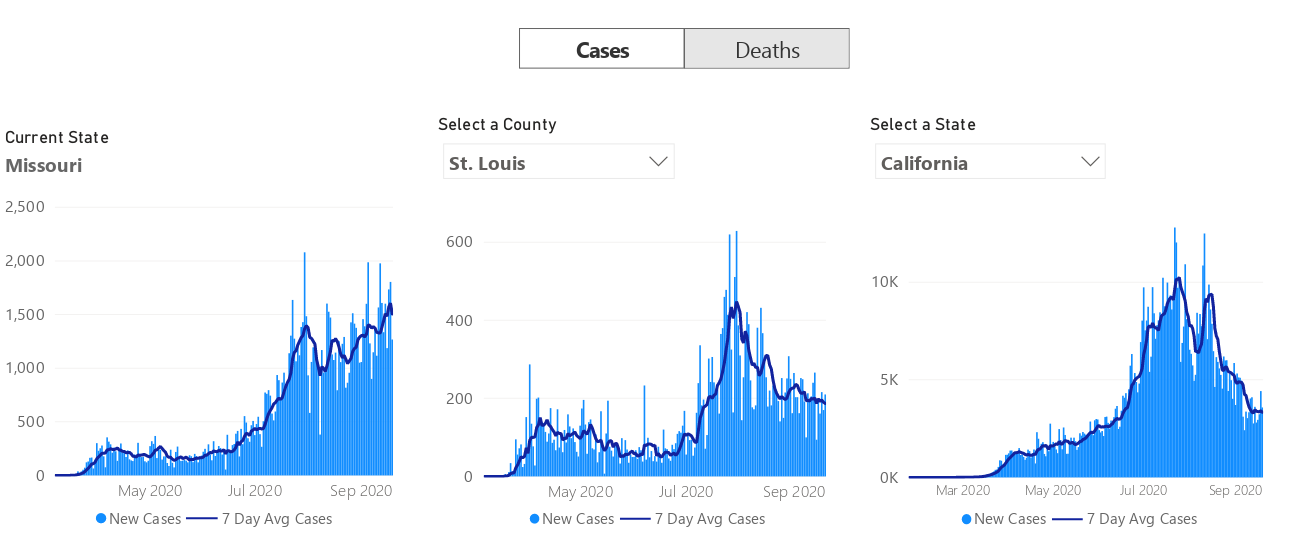 Cases Deaths
Current State
Missouri
2,500
2,000
1,500
1,000
500
0
May 2020 Jul 2020 Sep 2020
New Cases 7 Day Avg Cases
Select a County
St. Louis
600
400
200
0
May 2020 Jul 2020 Sep 2020
New Cases 7 Day Avg Cases
Select a State
California
10K
5K
0K
Mar 2020 May 2020 Jul 2020 Sep 2020
New Cases 7 Day Avg Cases